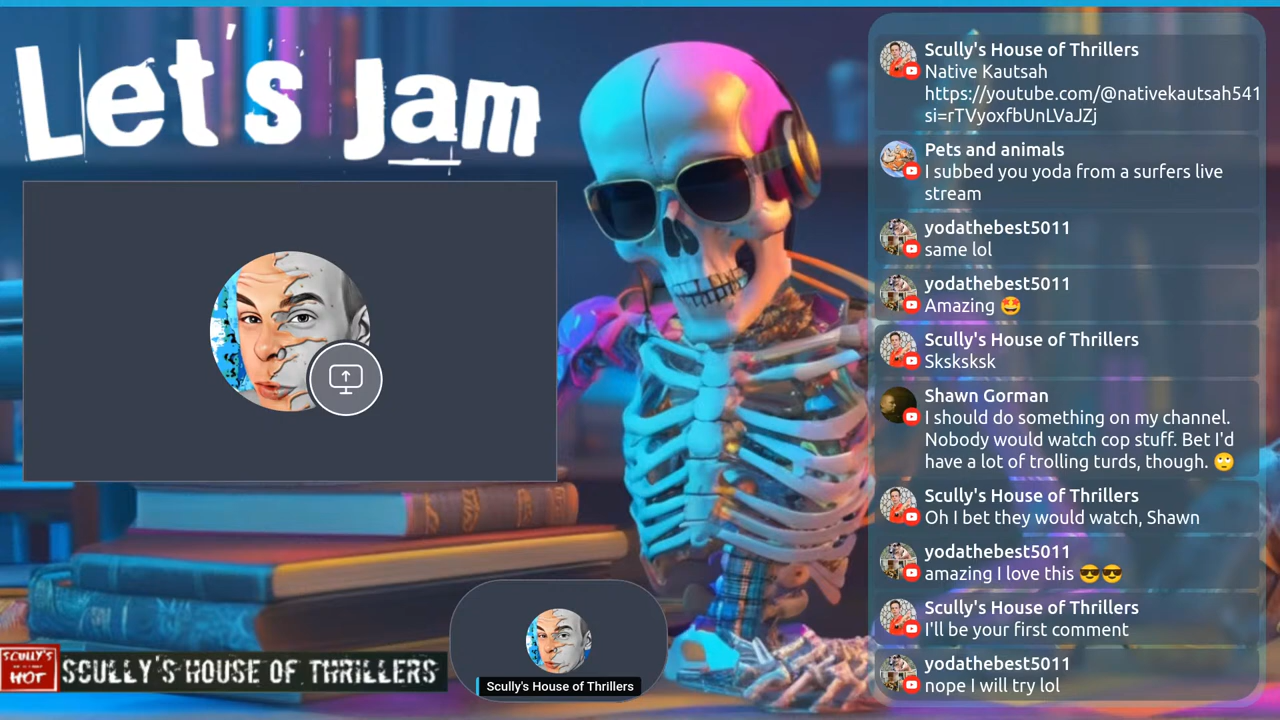 Let's Jam
Scully's House of Thrillers
Native Kautsah
https://youtube.com/@nativekautsah541
si=rTVyoxfbUnLVaJZj
Pets and animals
I subbed you yoda from a surfers live
stream
yodathebest5011
same lol
yodathebest5011
Amazing 🤩
Scully's House of Thrillers
Sksksksk
Shawn Gorman
I should do something on my channel.
Nobody would watch cop stuff. Bet I'd
have a lot of trolling turds, though. 🙄
Scully's House of Thrillers
Oh I bet they would watch, Shawn
yodathebest5011
amazing I love this 😎😎
Scully's House of Thrillers
I'll be your first comment
yodathebest5011
nope I will try lol
SCULLY'S
HOT
SCULLY'S HOUSE OF THRILLERS
Scully's House of Thrillers